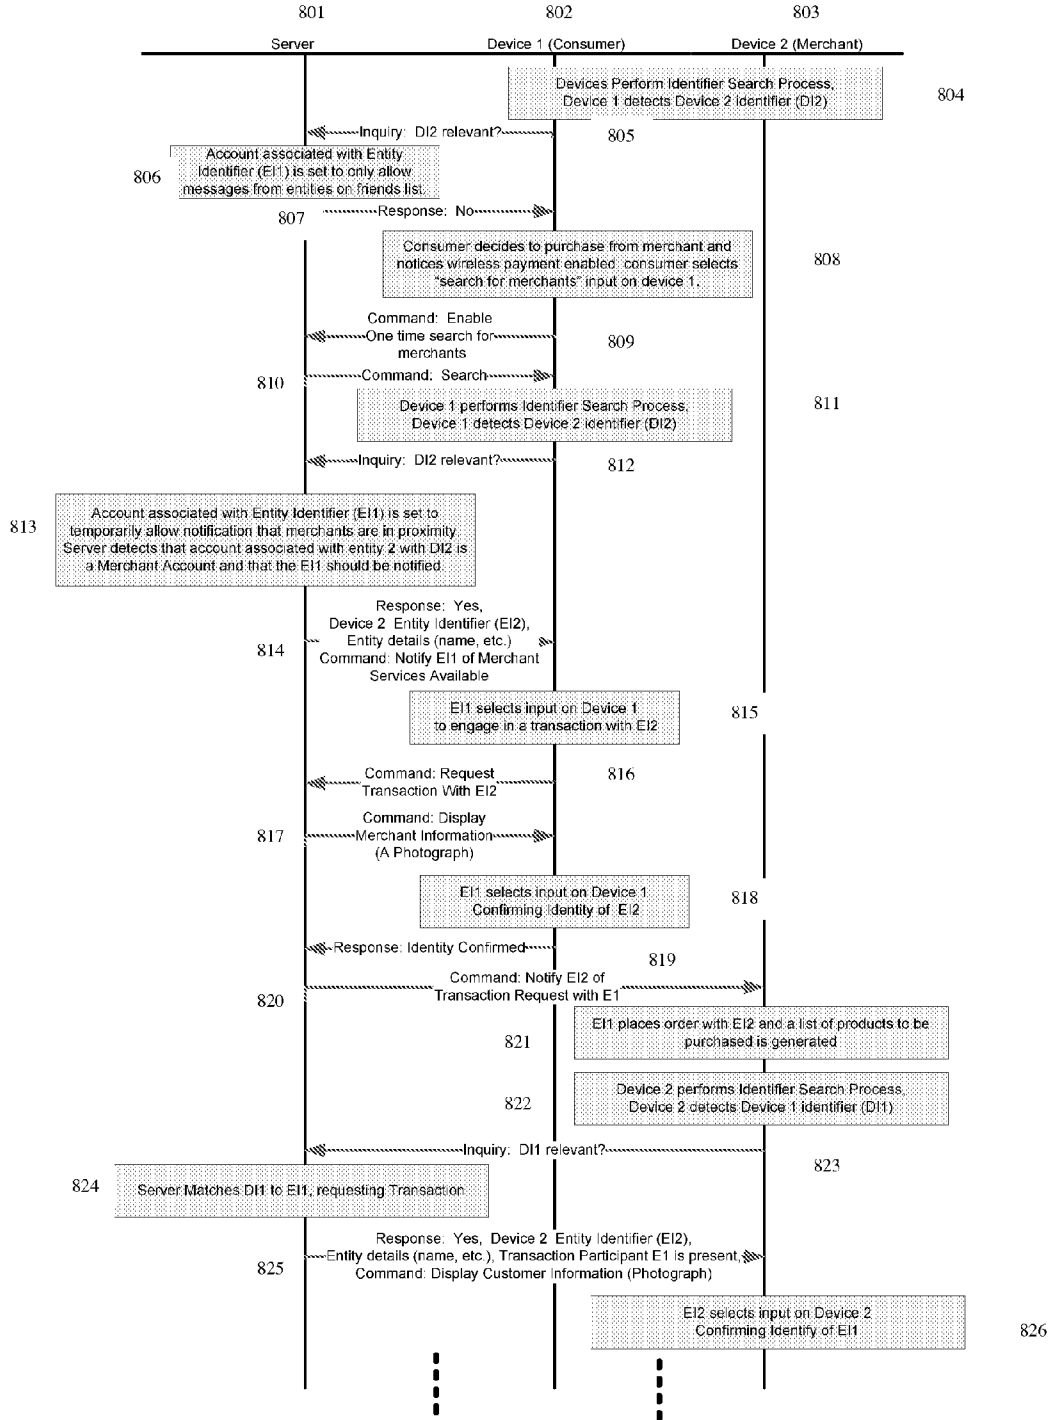 801
802
803
Server
Device 1 (Consumer)
Device 2 (Merchant)
Devices Perform Identifier Search Process,
Device 1 detects Device 2 identifier (DI2)
804
Inquiry: DI2 relevant?
805
Account associated with Entity
Identifier (EI1) is set to only allow
messages from entities on friends list.
806
Response: No
807
Consumer decides to purchase from merchant and
notices wireless payment enabled, consumer selects
"search for merchants" input on device 1.
808
Command: Enable
One time search for
merchants
809
Command: Search
810
Device 1 performs Identifier Search Process,
Device 1 detects Device 2 identifier (DI2)
811
Inquiry: DI2 relevant?
812
Account associated with Entity Identifier (EI1) is set to
temporarily allow notification that merchants are in proximity.
Server detects that account associated with entity 2 with DI2 is
a Merchant Account and that the EI1 should be notified.
813
Response: Yes,
Device 2 Entity Identifier (EI2),
Entity details (name, etc.)
Command: Notify EI1 of Merchant
Services Available
814
EI1 selects input on Device 1
to engage in a transaction with EI2
815
Command: Request
Transaction With EI2
816
Command: Display
Merchant Information
(A Photograph)
817
EI1 selects input on Device 1
Confirming Identity of EI2
818
Response: Identity Confirmed
819
Command: Notify EI2 of
Transaction Request with E1
820
EI1 places order with EI2 and a list of products to be
purchased is generated
821
Device 2 performs Identifier Search Process,
Device 2 detects Device 1 identifier (DI1)
822
Inquiry: DI1 relevant?
823
Server Matches DI1 to EI1, requesting Transaction
824
Response: Yes, Device 2 Entity Identifier (EI2),
Entity details (name, etc.), Transaction Participant E1 is present,
Command: Display Customer Information (Photograph)
825
EI2 selects input on Device 2
Confirming Identify of EI1
826